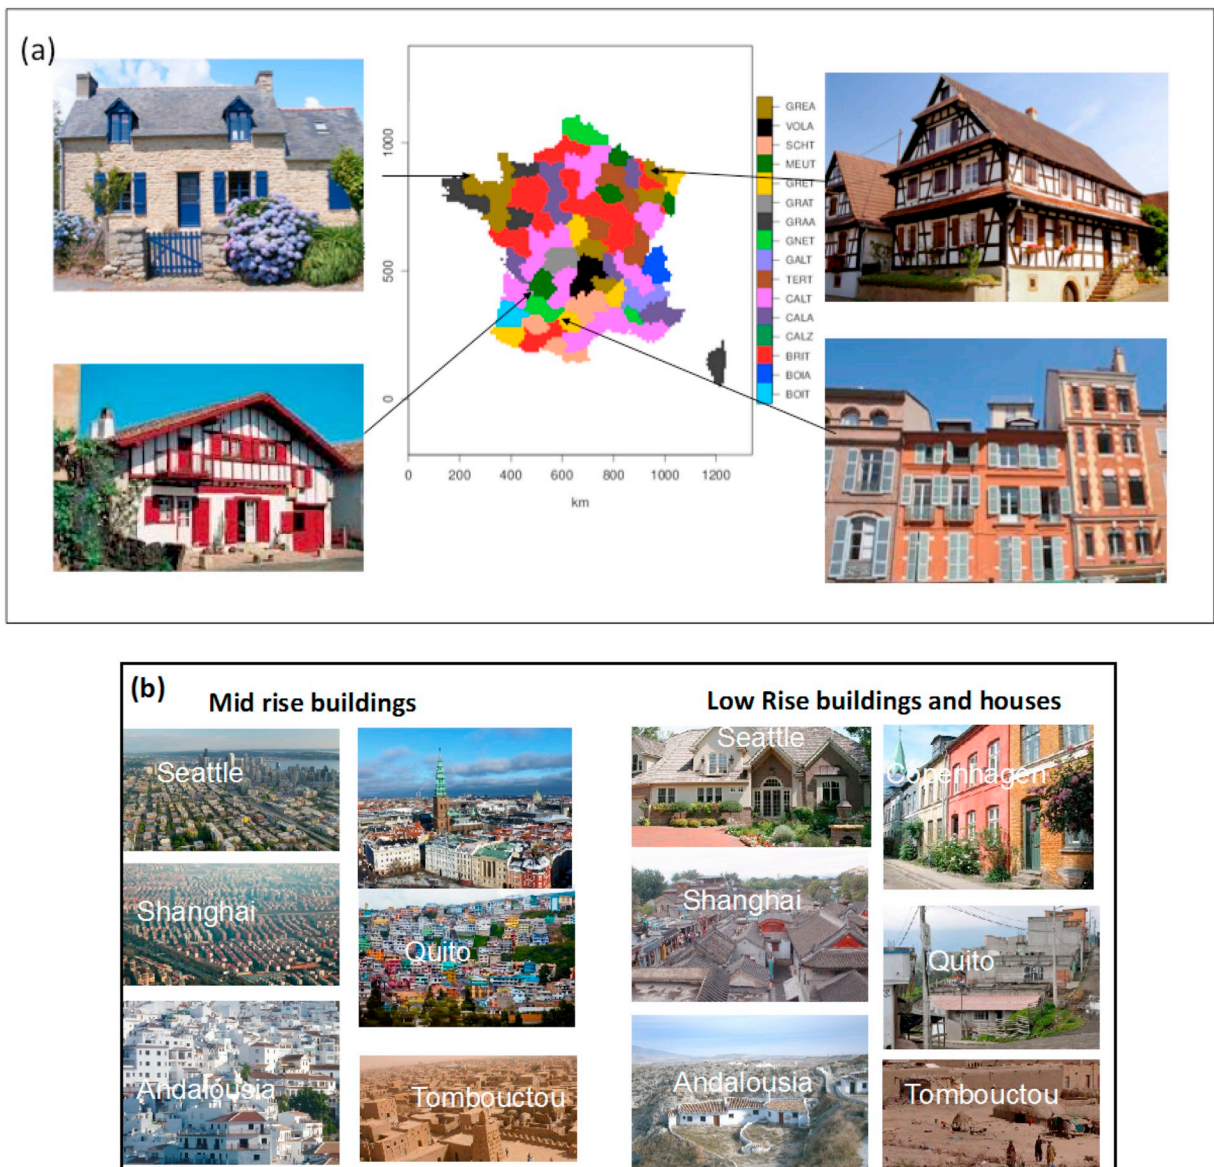 (a)
1000
500
0
0
200
400
600
800
1000
1200
km
GREA
VOLA
SCHT
MEUT
GRET
GRAT
GRAA
GNET
GALT
TERT
CALT
CALA
CALZ
BRIT
BOIA
BOIT
(b)
Mid rise buildings
Low Rise buildings and houses
Seattle
Seattle
Copenhagen
Shanghai
Quito
Shanghai
Quito
Andalousia
Tombouctou
Andalousia
Tombouctou